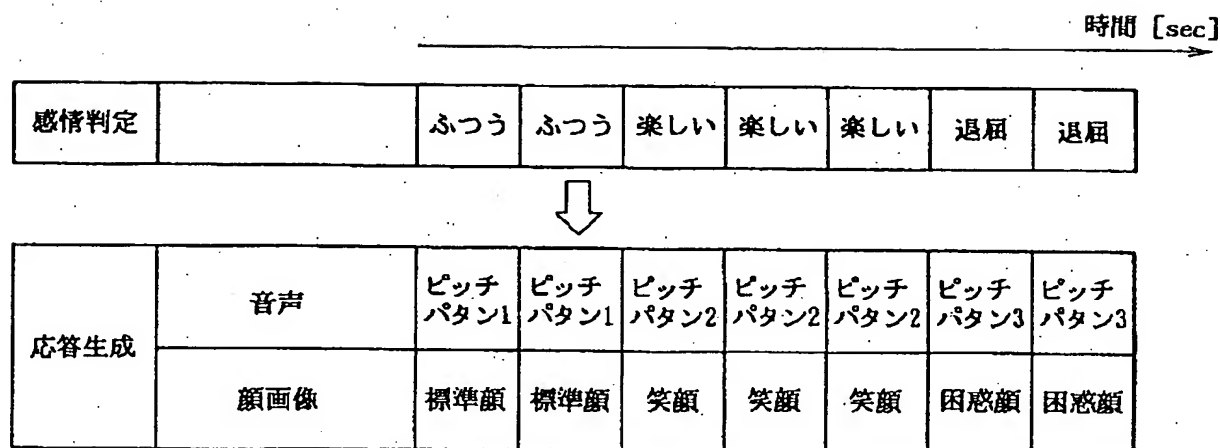 時間 [sec]
感情判定 ふつう ふつう 楽しい 楽しい 楽しい 退屈 退屈
応答生成
音声 ピッチパタン1 ピッチパタン1 ピッチパタン2 ピッチパタン2 ピッチパタン2 ピッチパタン3 ピッチパタン3
顔画像 標準顔 標準顔 笑顔 笑顔 笑顔 困惑顔 困惑顔